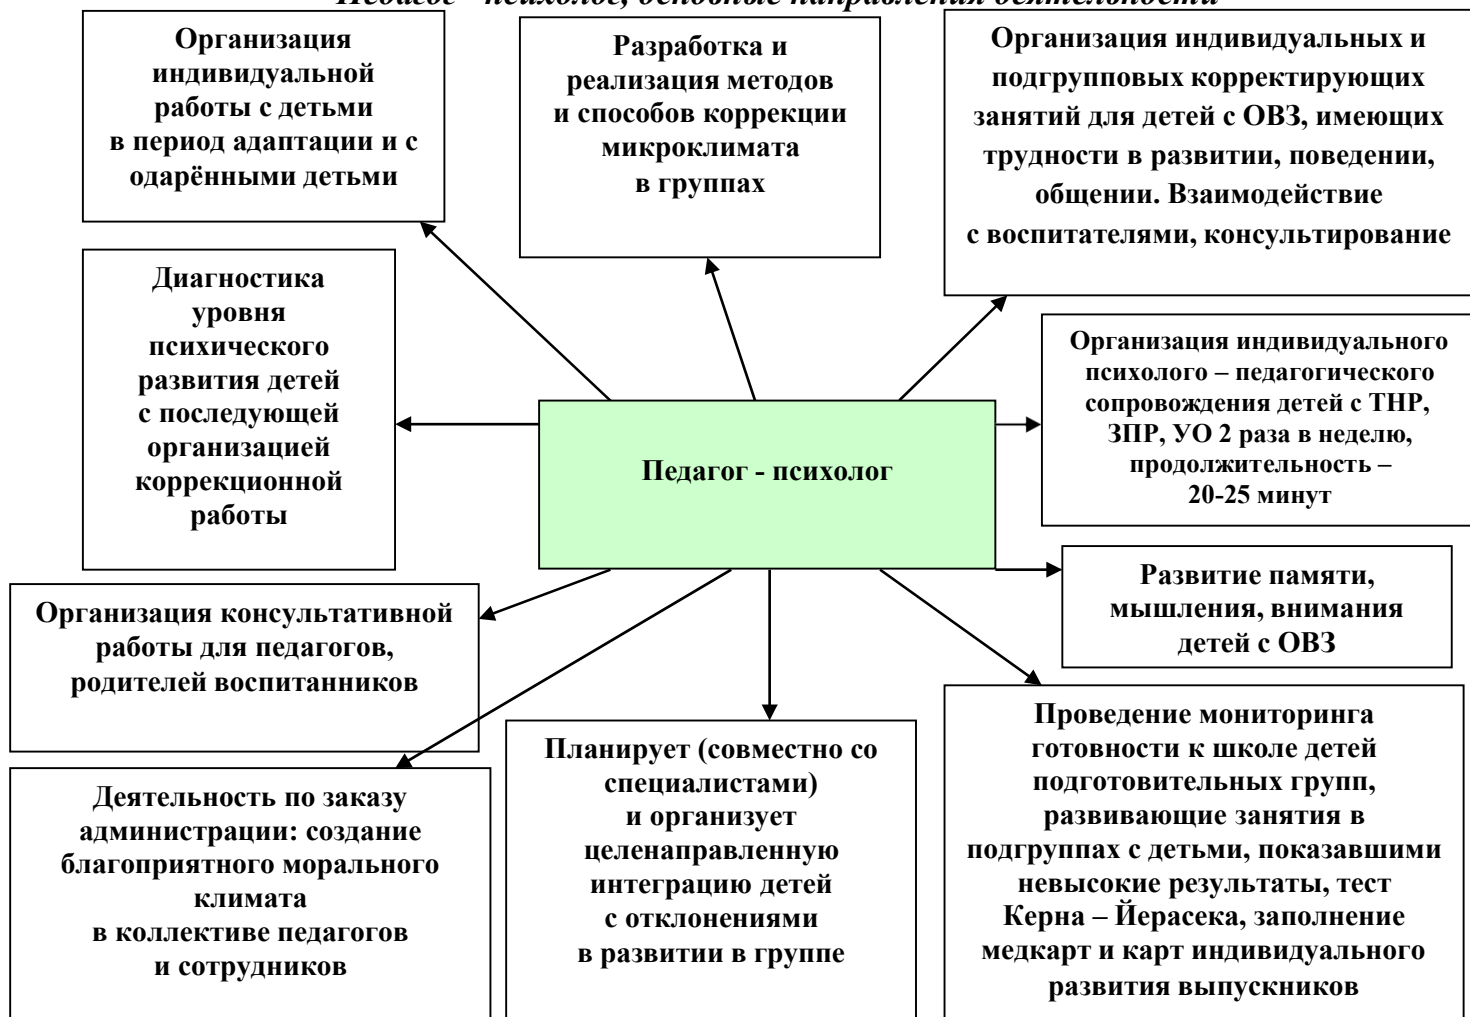 Педагог - психолог, основные направления деятельности
Организация
индивидуальной
работы с детьми
в период адаптации и с
одарёнными детьми
Разработка и
реализация методов
и способов коррекции
микроклимата
в группах
Организация индивидуальных и
подгрупповых корректирующих
занятий для детей с ОВЗ, имеющих
трудности в развитии, поведении,
общении. Взаимодействие
с воспитателями, консультирование
Диагностика
уровня
психического
развития детей
с последующей
организацией
коррекционной
работы
Организация индивидуального
психолого – педагогического
сопровождения детей с ТНР,
ЗПР, УО 2 раза в неделю,
продолжительность –
20-25 минут
Педагог - психолог
Развитие памяти,
мышления, внимания
детей с ОВЗ
Организация консультативной
работы для педагогов,
родителей воспитанников
Деятельность по заказу
администрации: создание
благоприятного морального
климата
в коллективе педагогов
и сотрудников
Планирует (совместно со
специалистами)
и организует
целенаправленную
интеграцию детей
с отклонениями
в развитии в группе
Проведение мониторинга
готовности к школе детей
подготовительных групп,
развивающие занятия в
подгруппах с детьми, показавшими
невысокие результаты, тест
Керна – Йерасека, заполнение
медкарт и карт индивидуального
развития выпускников